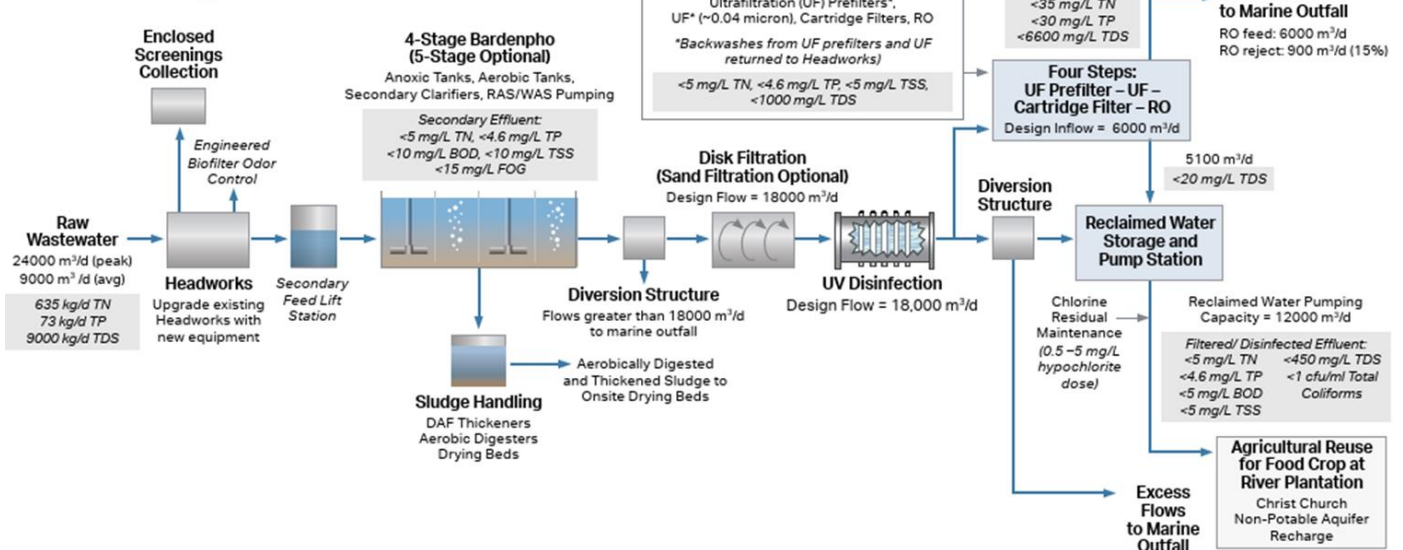 Ultrafiltration (UF) Prefilters*,
UF* (~0.04 micron), Cartridge Filters, RO
*Backwashes from UF prefilters and UF
returned to Headworks)
<5 mg/L TN, <4.6 mg/L TP, <5 mg/L TSS,
<1000 mg/L TDS
<35 mg/L TN
<30 mg/L TP
<6600 mg/L TDS
to Marine Outfall
RO feed: 6000 m³/d
RO reject: 900 m³/d (15%)
Enclosed
Screenings
Collection
4-Stage Bardenpho
(5-Stage Optional)
Anoxic Tanks, Aerobic Tanks,
Secondary Clarifiers, RAS/WAS Pumping
Secondary Effluent:
<5 mg/L TN, <4.6 mg/L TP
<10 mg/L BOD, <10 mg/L TSS
<15 mg/L FOG
Four Steps:
UF Prefilter – UF –
Cartridge Filter – RO
Design Inflow = 6000 m³/d
5100 m³/d
<20 mg/L TDS
Engineered
Biofilter Odor
Control
Disk Filtration
(Sand Filtration Optional)
Design Flow = 18000 m³/d
Diversion
Structure
Raw
Wastewater
24000 m³/d (peak)
9000 m³ /d (avg)
635 kg/d TN
73 kg/d TP
9000 kg/d TDS
Headworks
Upgrade existing
Headworks with
new equipment
Secondary
Feed Lift
Station
Diversion Structure
Flows greater than 18000 m³/d
to marine outfall
UV Disinfection
Design Flow = 18,000 m³/d
Reclaimed Water
Storage and
Pump Station
Chlorine
Residual
Maintenance
(0.5 –5 mg/L
hypochlorite
dose)
Reclaimed Water Pumping
Capacity = 12000 m³/d
Filtered/ Disinfected Effluent:
<5 mg/L TN <450 mg/L TDS
<4.6 mg/L TP <1 cfu/ml Total
<5 mg/L BOD Coliforms
<5 mg/L TSS
Aerobically Digested
and Thickened Sludge to
Onsite Drying Beds
Sludge Handling
DAF Thickeners
Aerobic Digesters
Drying Beds
Agricultural Reuse
for Food Crop at
River Plantation
Christ Church
Non-Potable Aquifer
Recharge
Excess
Flows
to Marine
Outfall